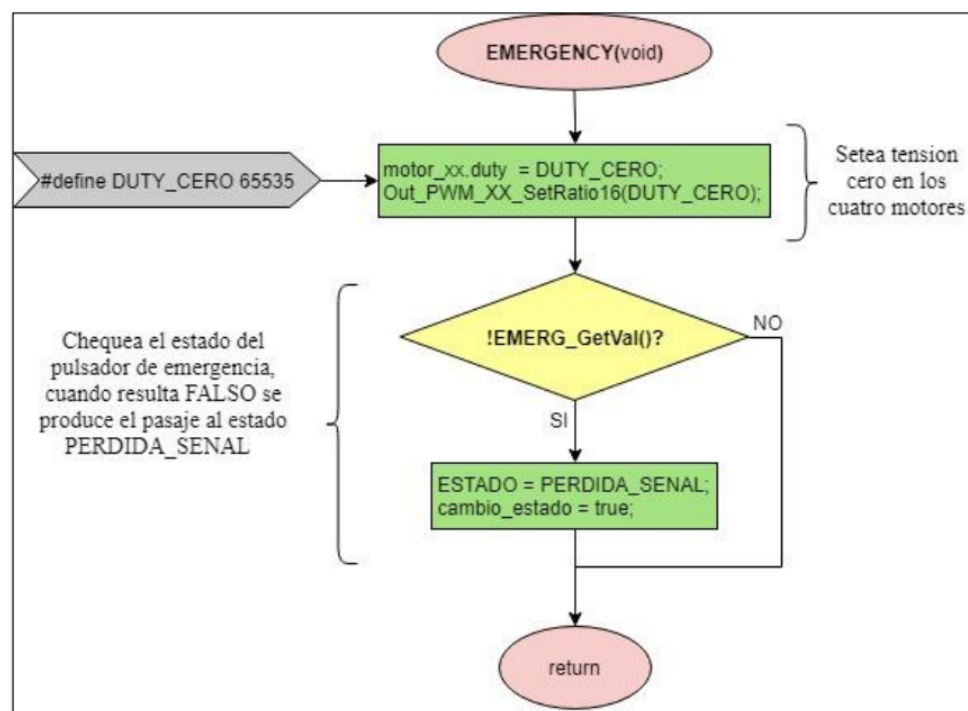 EMERGENCY(void)
#define DUTY_CERO 65535
motor_xx.duty = DUTY_CERO;
Out_PWM_XX_SetRatio16(DUTY_CERO);
Setea tension
cero en los
cuatro motores
!EMERG_GetVal()?
NO
SI
Chequea el estado del
pulsador de emergencia,
cuando resulta FALSO se
produce el pasaje al estado
PERDIDA_SENAL
ESTADO = PERDIDA_SENAL;
cambio_estado = true;
return